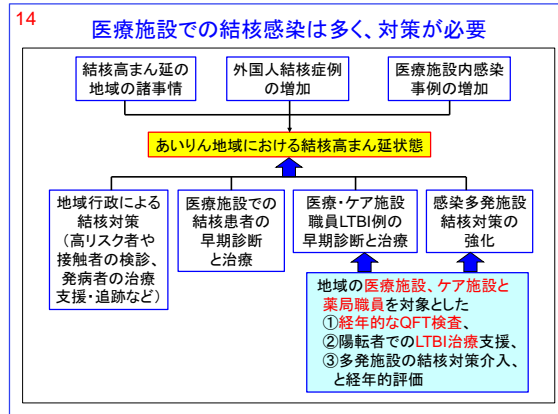 14
医療施設での結核感染は多く、対策が必要
結核高まん延の
地域の諸事情
外国人結核症例
の増加
医療施設内感染
事例の増加
あいりん地域における結核高まん延状態
地域行政による
結核対策
(高リスク者や
接触者の検診、
発病者の治療
支援・追跡など)
医療施設での
結核患者の
早期診断
と治療
医療・ケア施設
職員LTBI例の
早期診断と治療
感染多発施設
結核対策の
強化
地域の医療施設、ケア施設と
薬局職員を対象とした
①経年的なQFT検査、
②陽転者でのLTBI治療支援、
③多発施設の結核対策介入、
と経年的評価